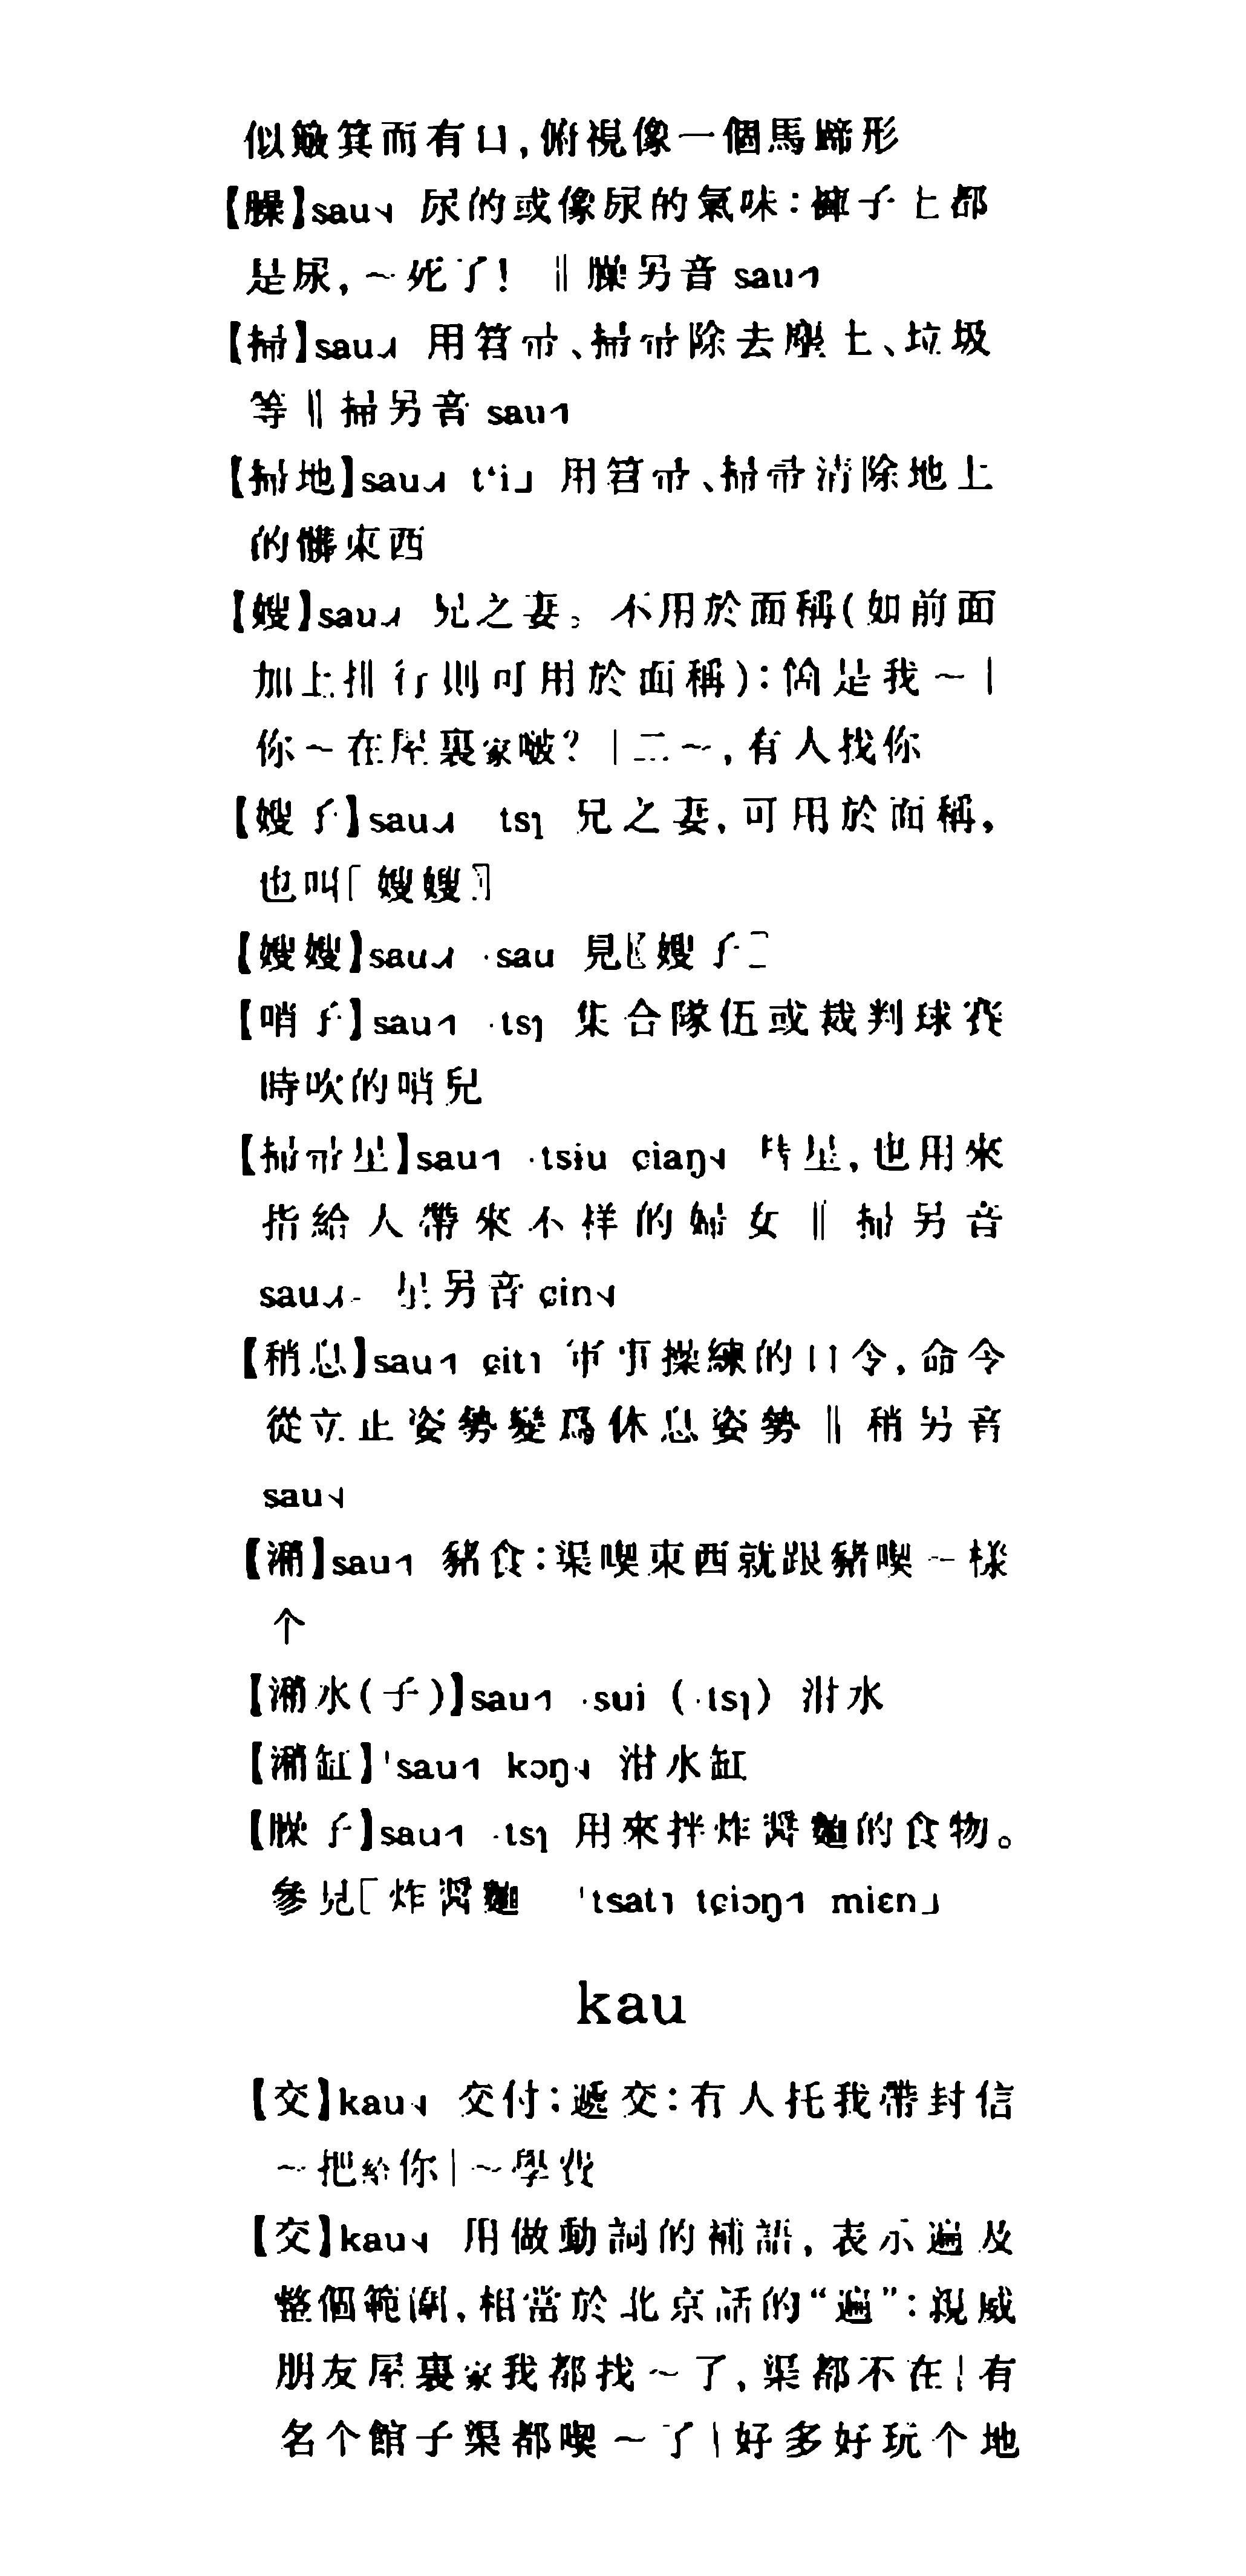 似簸箕而有口,俯視像一個馬蹄形
【臊】sau˧˥ 尿的或像尿的氣味:褲子上都
是尿,~死了! ‖臊另音 sau˦
【掃】sau˨˩˧ 用笤帚、掃帚除去塵土、垃圾
等‖掃另音 sau˦
【掃地】sau˨˩˧ t‘i˩ 用笤帚、掃帚清除地上
的髒東西
【嫂】sau˨˩˧ 兄之妻。不用於面稱(如前面
加上排行則可用於面稱):箇是我~|
你~在屋裏家啵?|二~,有人找你
【嫂子】sau˨˩˧ tsı 兄之妻,可用於面稱,
也叫[嫂嫂]
【嫂嫂】sau˨˩˧ ·sau 見[嫂子]
【哨子】sau˦ ·tsı 集合隊伍或裁判球賽
時吹的哨兒
【掃帚星】sau˦ ·tsiu ɕiaŋ˧˥ 彗星,也用來
指給人帶來不祥的婦女‖掃另音
sau˨˩˧ 星另音 ɕin˧˥
【稍息】sau˦ ɕit˥ 軍事操練的口令,命令
從立正姿勢變爲休息姿勢‖稍另音
sau˧˥
【潲】sau˦ 豬食:渠喫東西就跟豬喫~樣
个
【潲水(子)】sau˦ ·sui (·tsı) 泔水
【潲缸】ˈsau˦ kɔŋ˧˥ 泔水缸
【臊子】sau˦ ·tsı 用來拌炸醬麵的食物。
參見[炸醬麵 ˈtsat˥ tɕiɔŋ˦ miɛn˩
kau
【交】kau˧˥ 交付;遞交:有人托我帶封信
~把給你|~學費
【交】kau˧˥ 用做動詞的補語,表示遍及
整個範圍,相當於北京話的“遍”:親戚
朋友屋裏家我都找~了,渠都不在|有
名个館子渠都喫~了|好多好玩个地